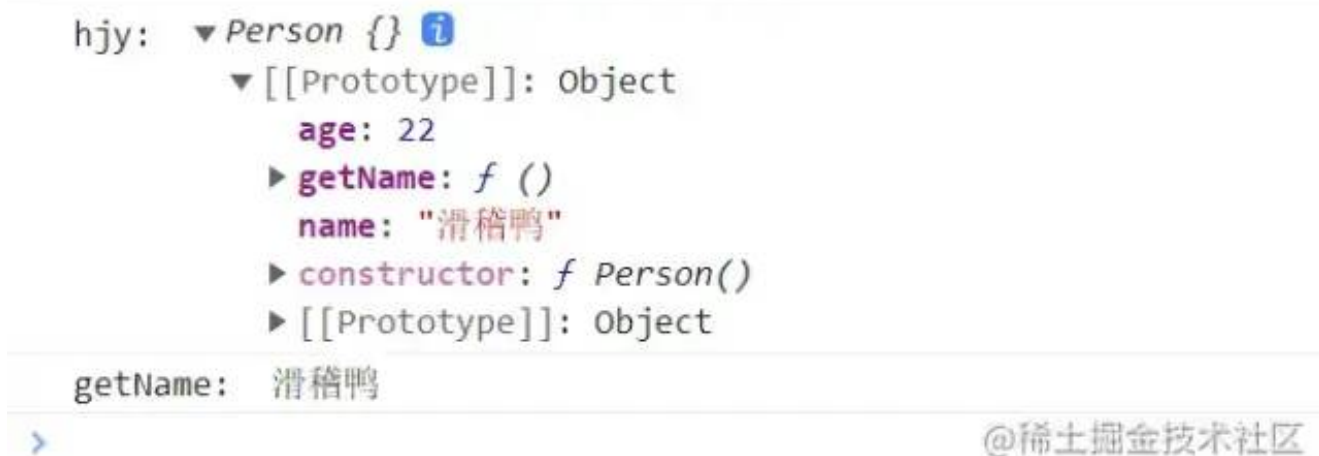 hjy: ▼ Person {} i
▼ [[Prototype]]: Object
age: 22
▶ getName: ƒ ()
name: "滑稽鸭"
▶ constructor: ƒ Person()
▶ [[Prototype]]: Object
getName: 滑稽鸭
>
@稀土掘金技术社区